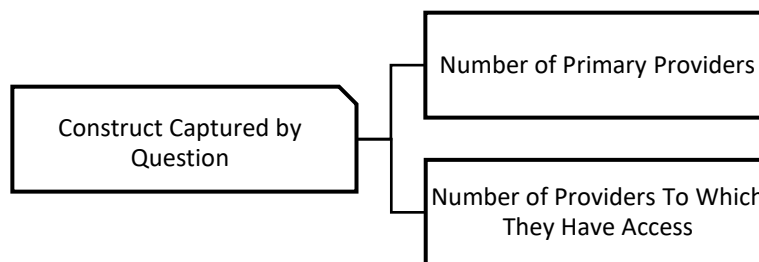 Number of Primary Providers
Construct Captured by
Question
Number of Providers To Which
They Have Access